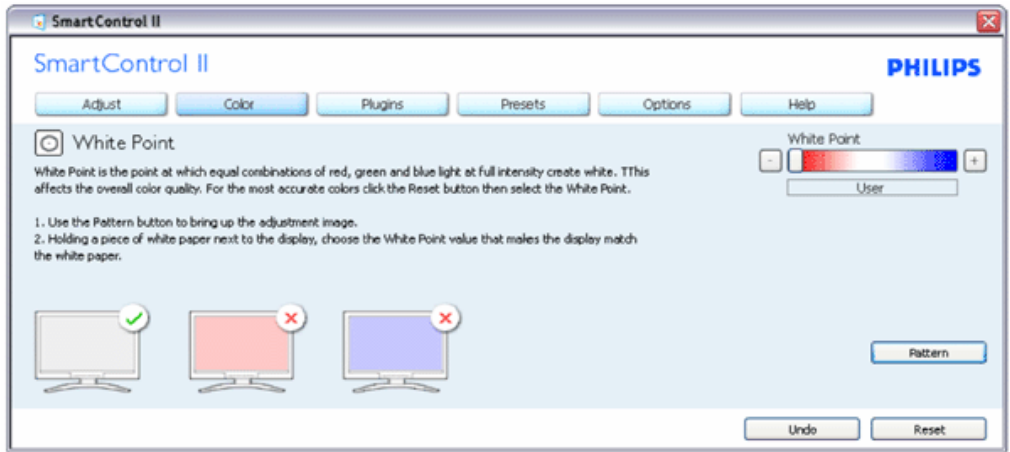 SmartControl II
SmartControl II
PHILIPS
Adjust Color Plugins Presets Options Help
White Point
White Point is the point at which equal combinations of red, green and blue light at full intensity create white. TThis
affects the overall color quality. For the most accurate colors click the Reset button then select the White Point.
1. Use the Pattern button to bring up the adjustment image.
2. Holding a piece of white paper next to the display, choose the White Point value that makes the display match
the white paper.
White Point
- +
User
Pattern
Undo Reset